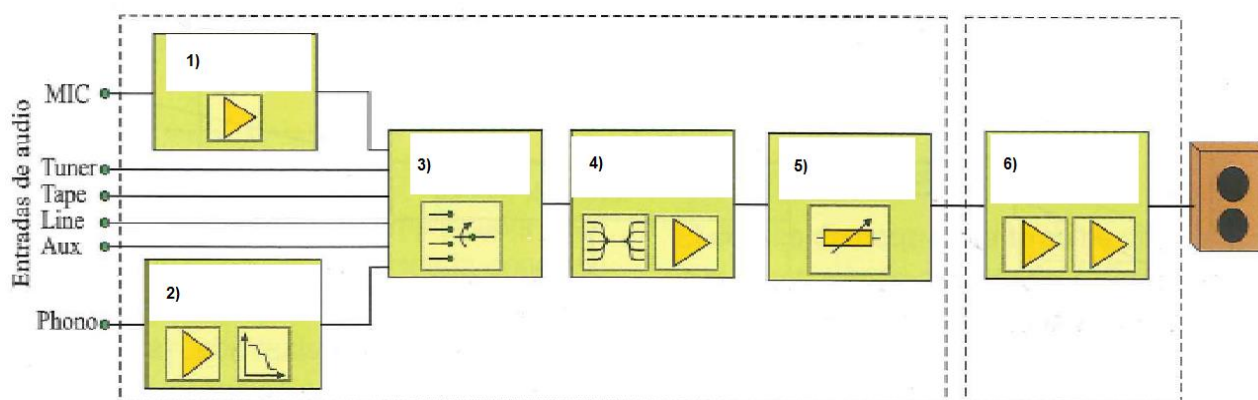 1)
MIC
Entradas de audio
Tuner
Tape
Line
Aux.
3)
4)
5)
6)
2)
Phono